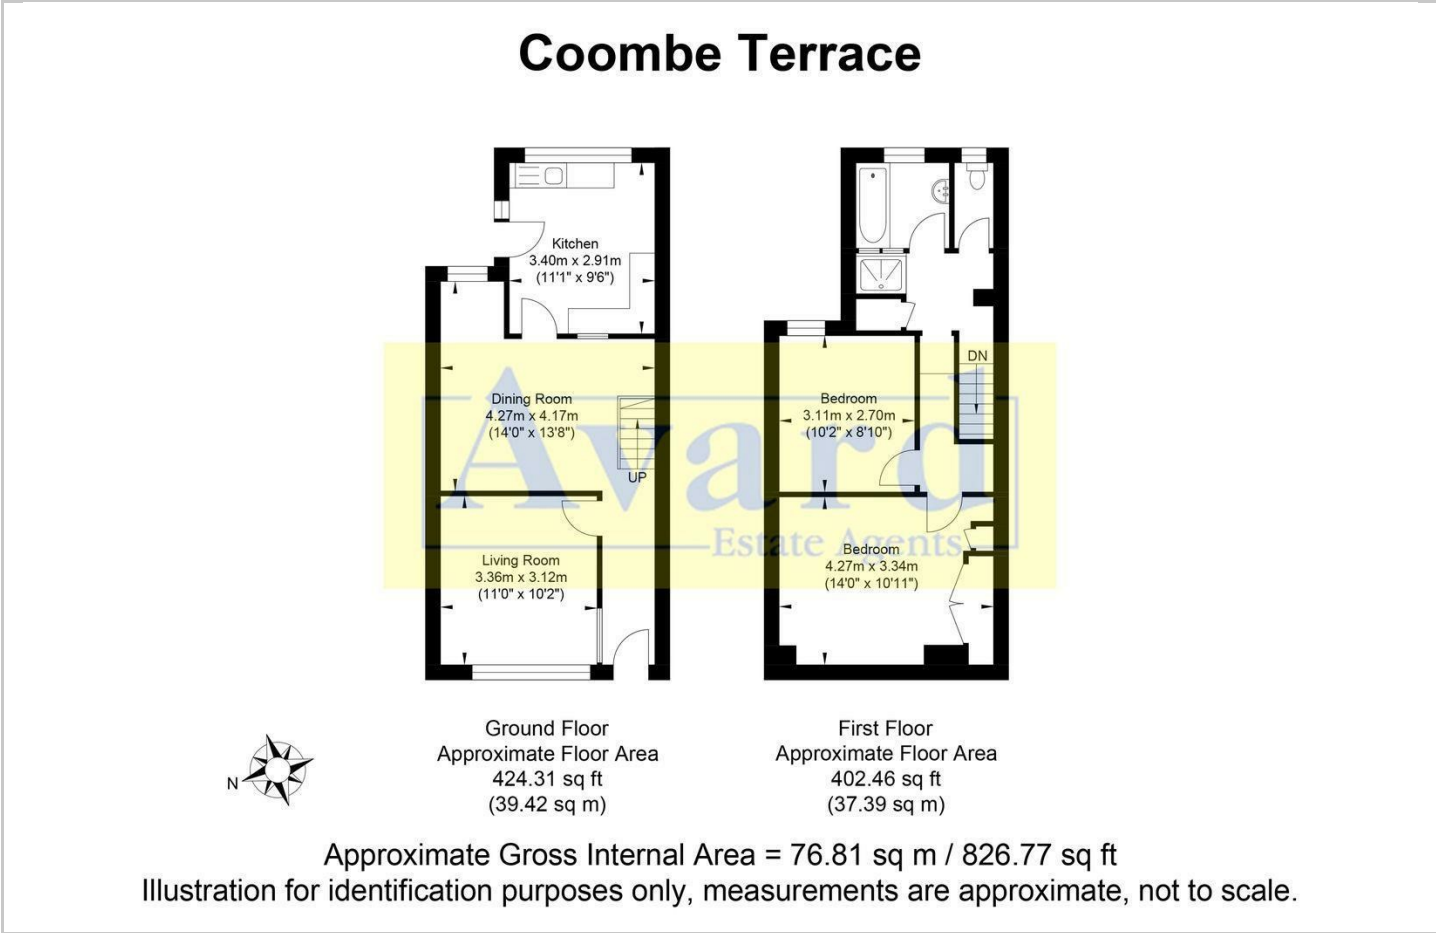 Coombe Terrace
Kitchen
3.40m x 2.91m
(11'1" x 9'6")
Dining Room
4.27m x 4.17m
(14'0" x 13'8")
UP
Living Room
3.36m x 3.12m
(11'0" x 10'2")
DN
Bedroom
3.11m x 2.70m
(10'2" x 8'10")
Bedroom
4.27m x 3.34m
(14'0" x 10'11")
Avard
Estate Agents
Ground Floor
Approximate Floor Area
424.31 sq ft
(39.42 sq m)
First Floor
Approximate Floor Area
402.46 sq ft
(37.39 sq m)
N
Approximate Gross Internal Area = 76.81 sq m / 826.77 sq ft
Illustration for identification purposes only, measurements are approximate, not to scale.